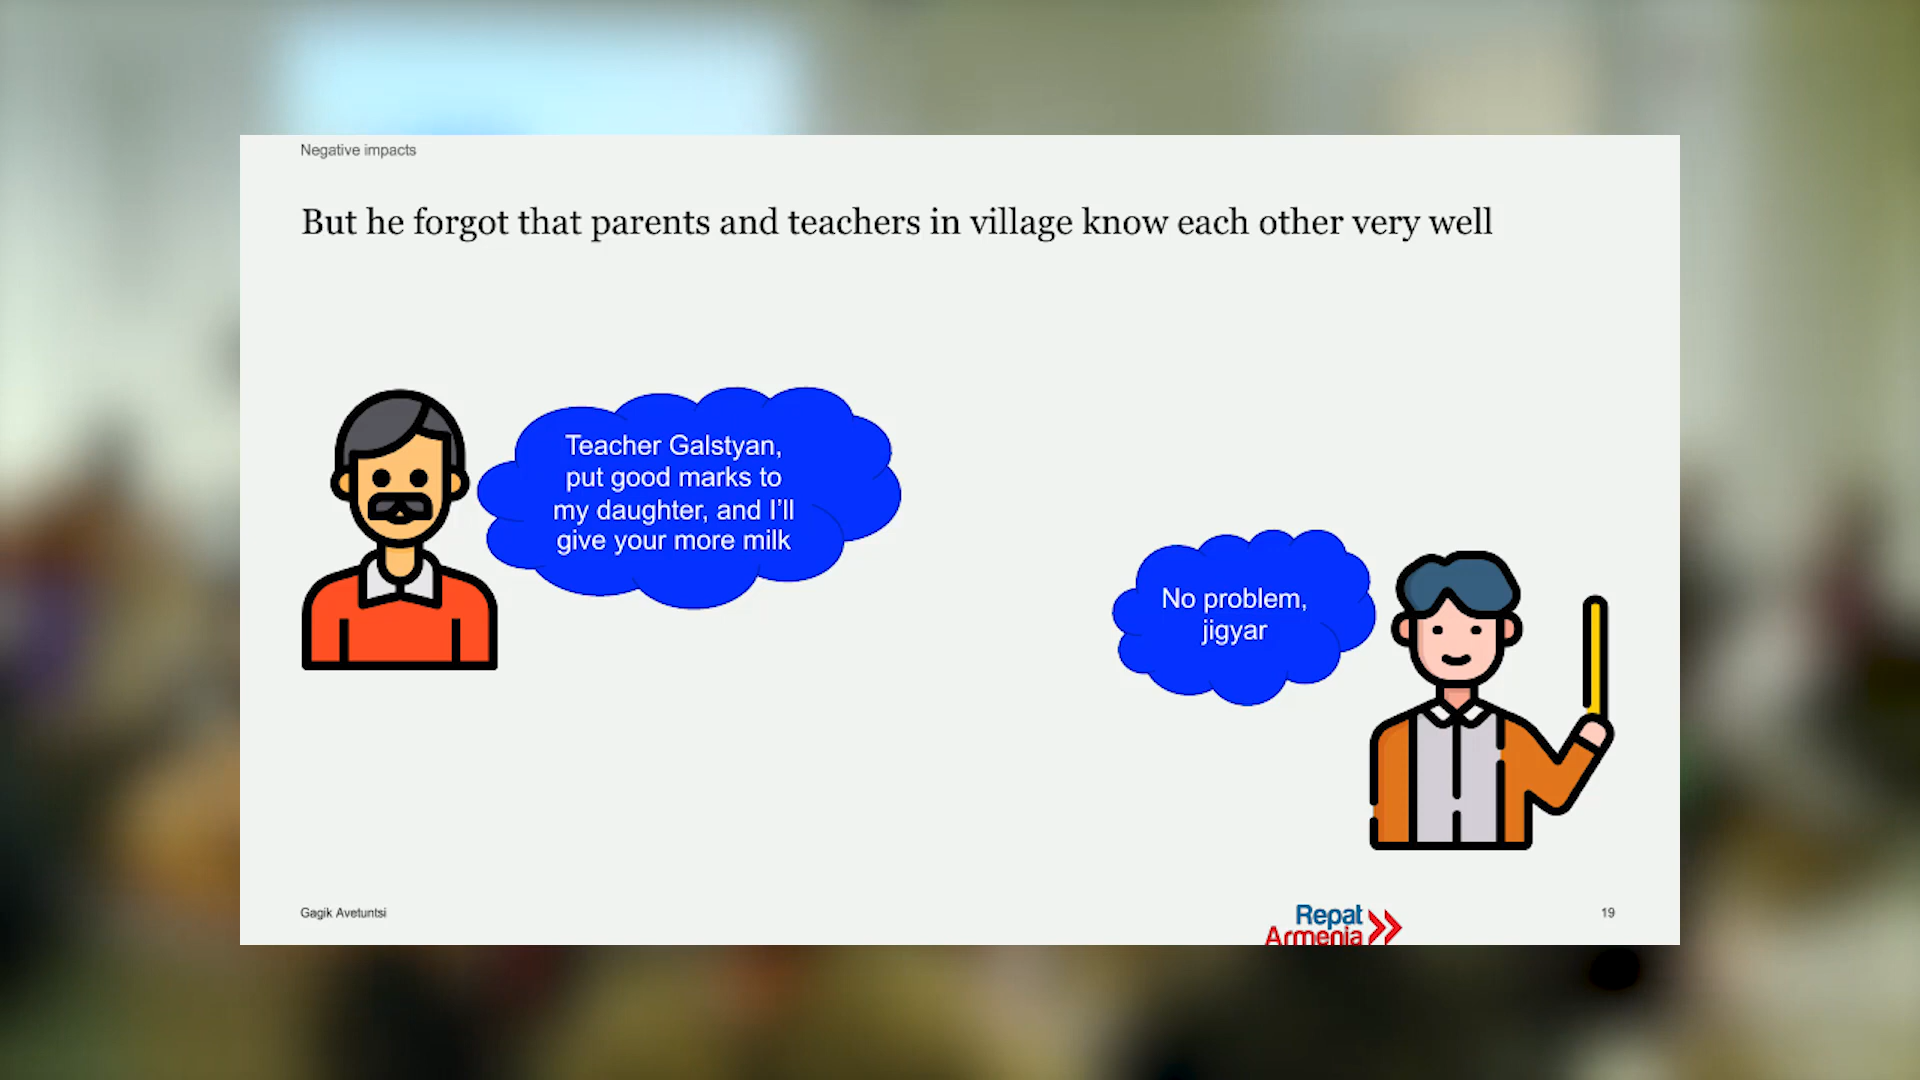 Negative impacts
But he forgot that parents and teachers in village know each other very well
Teacher Galstyan,
put good marks to
my daughter, and I’ll
give your more milk
No problem,
jigyar
Gagik Avetuntsi
Repat
Armenia
19